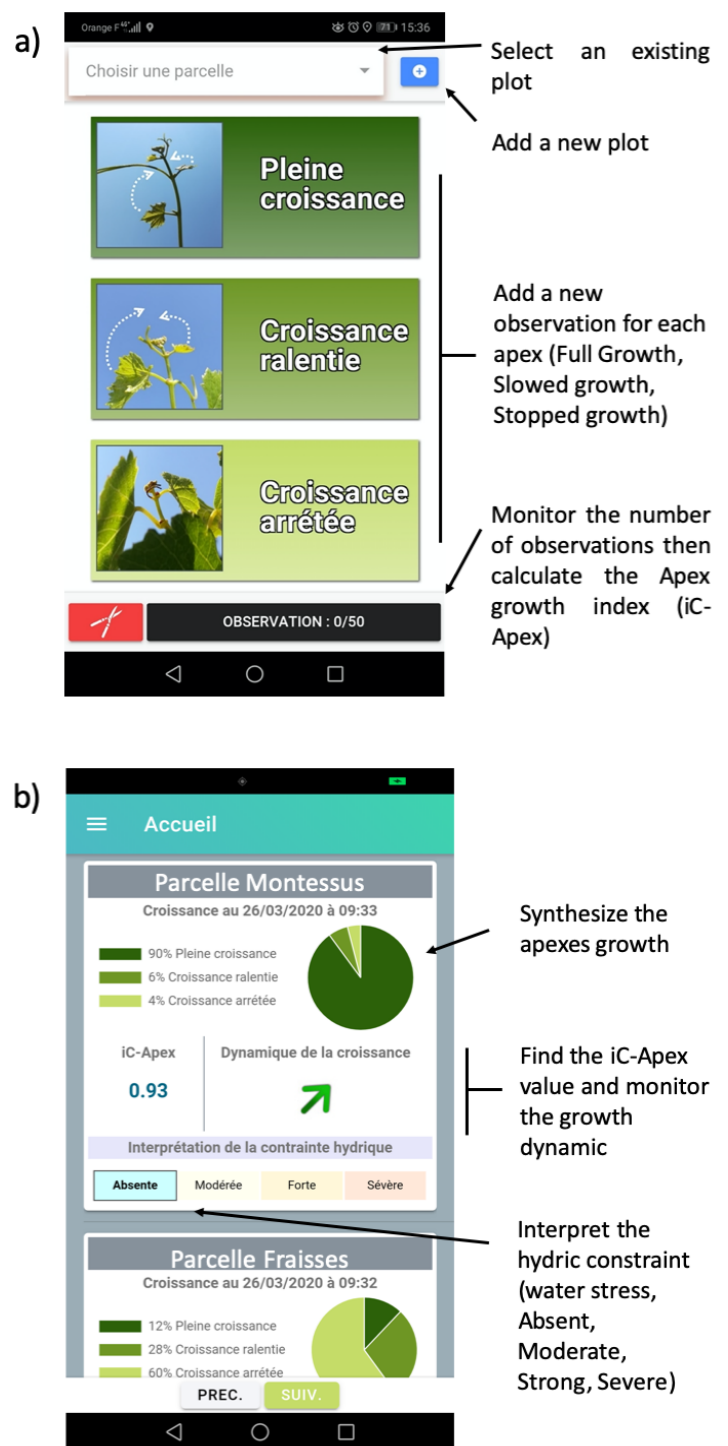 a)
Orange F 71 15:36
Choisir une parcelle
Select an existing
plot
Add a new plot
Pleine
croissance
Croissance
ralentie
Croissance
arrétée
Add a new
observation for each
apex (Full Growth,
Slowed growth,
Stopped growth)
Monitor the number
of observations then
calculate the Apex
growth index (iC-
Apex)
OBSERVATION : 0/50
b)
Accueil
Parcelle Montessus
Croissance au 26/03/2020 à 09:33
90% Pleine croissance
6% Croissance ralentie
4% Croissance arrétée
Synthesize the
apexes growth
iC-Apex
Dynamique de la croissance
0.93
Find the iC-Apex
value and monitor
the growth
dynamic
Interprétation de la contrainte hydrique
Absente Modérée Forte Sévère
Interpret the
hydric constraint
(water stress,
Absent,
Moderate,
Strong, Severe)
Parcelle Fraisses
Croissance au 26/03/2020 à 09:32
12% Pleine croissance
28% Croissance ralentie
60% Croissance arrétée
PREC. SUIV.